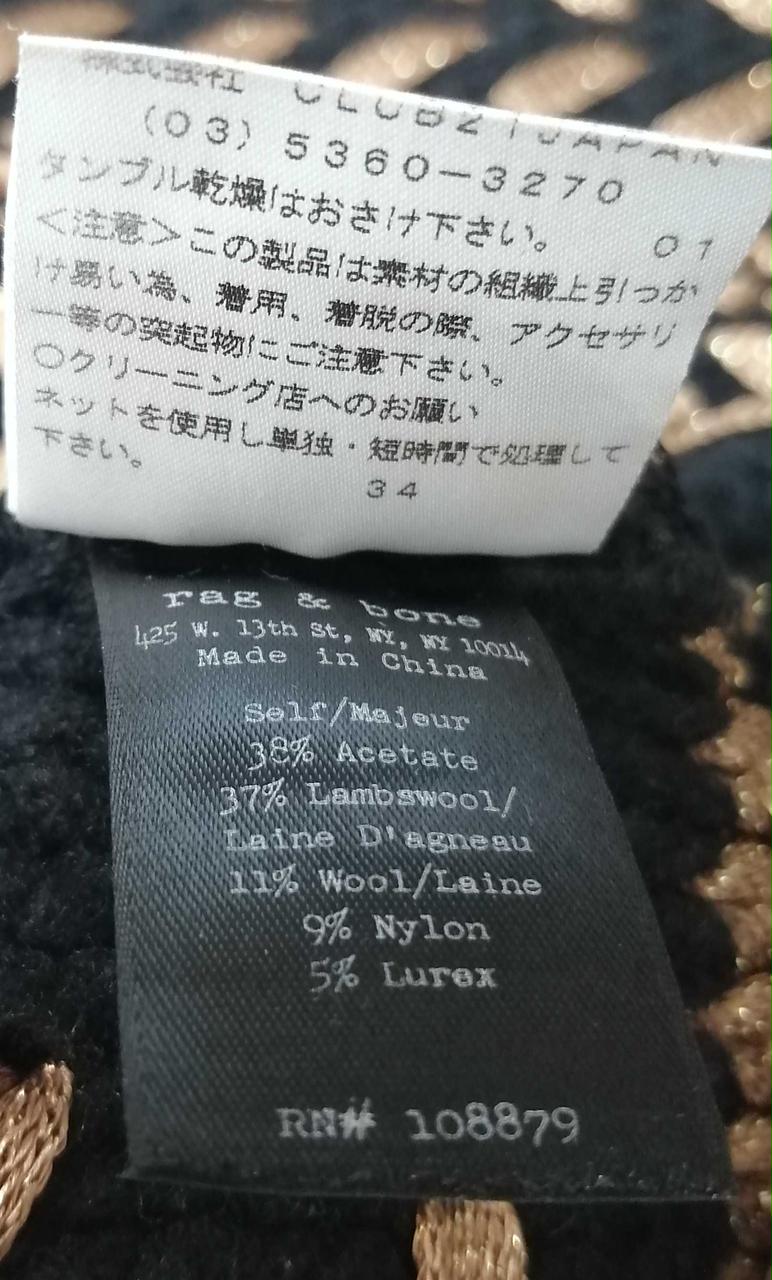 株式会社 CLUB21JAPAN
(03) 5360-3270
タンブル乾燥はおさけ下さい。 01
<注意>この製品は素材の組織上引っか
け易い為、着用、着脱の際、アクセサリ
ー等の突起物にご注意下さい。
○クリーニング店へのお願い
ネットを使用し単独・短時間で処理して
下さい。
34
rag & bone
425 W. 13th St, NY, NY 10014
Made in China
Self/Majeur
38% Acetate
37% Lambswool/
Laine D'agneau
11% Wool/Laine
9% Nylon
5% Lurex
RN# 108879